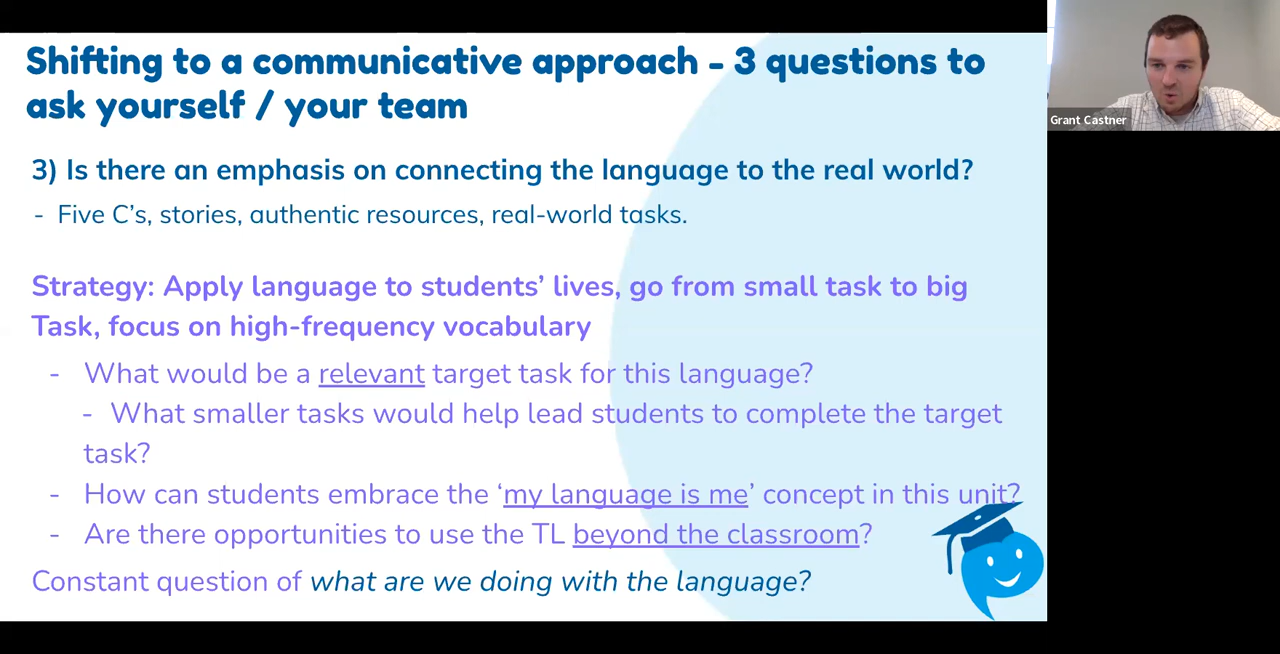 Shifting to a communicative approach - 3 questions to
ask yourself / your team
Grant Castner
3) Is there an emphasis on connecting the language to the real world?
- Five C's, stories, authentic resources, real-world tasks.
Strategy: Apply language to students' lives, go from small task to big
Task, focus on high-frequency vocabulary
- What would be a relevant target task for this language?
- What smaller tasks would help lead students to complete the target
task?
- How can students embrace the 'my language is me' concept in this unit?
- Are there opportunities to use the TL beyond the classroom?
Constant question of what are we doing with the language?